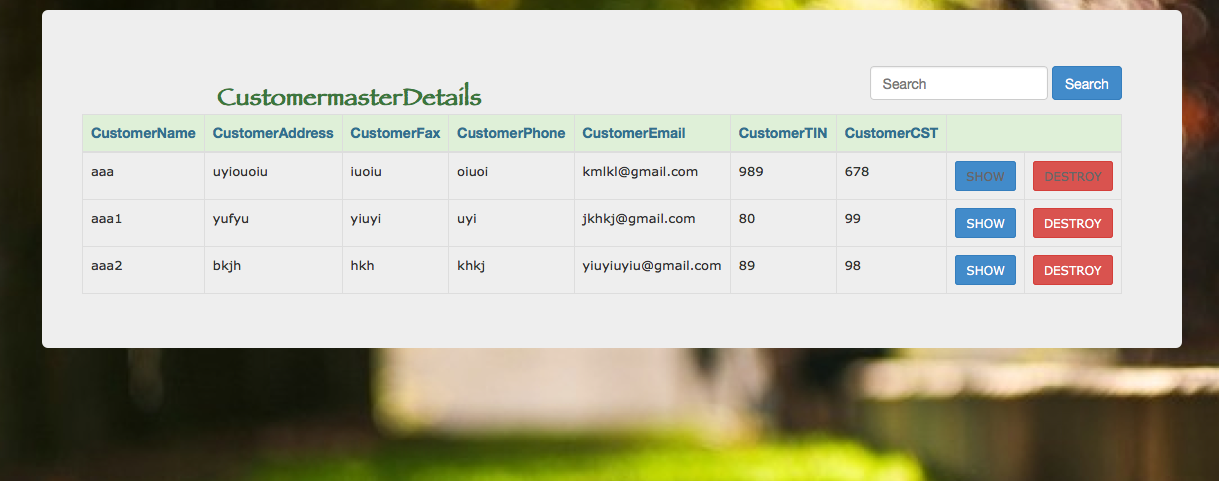 Search Search
CustomermasterDetails
CustomerName CustomerAddress CustomerFax CustomerPhone CustomerEmail CustomerTIN CustomerCST
aaa uyiouoiu iuoiu oiuoi kmlkl@gmail.com 989 678 SHOW DESTROY
aaa1 yufyu yiuyi uyi jkhkj@gmail.com 80 99 SHOW DESTROY
aaa2 bkjh hkh khkj yiuyiuyiu@gmail.com 89 98 SHOW DESTROY